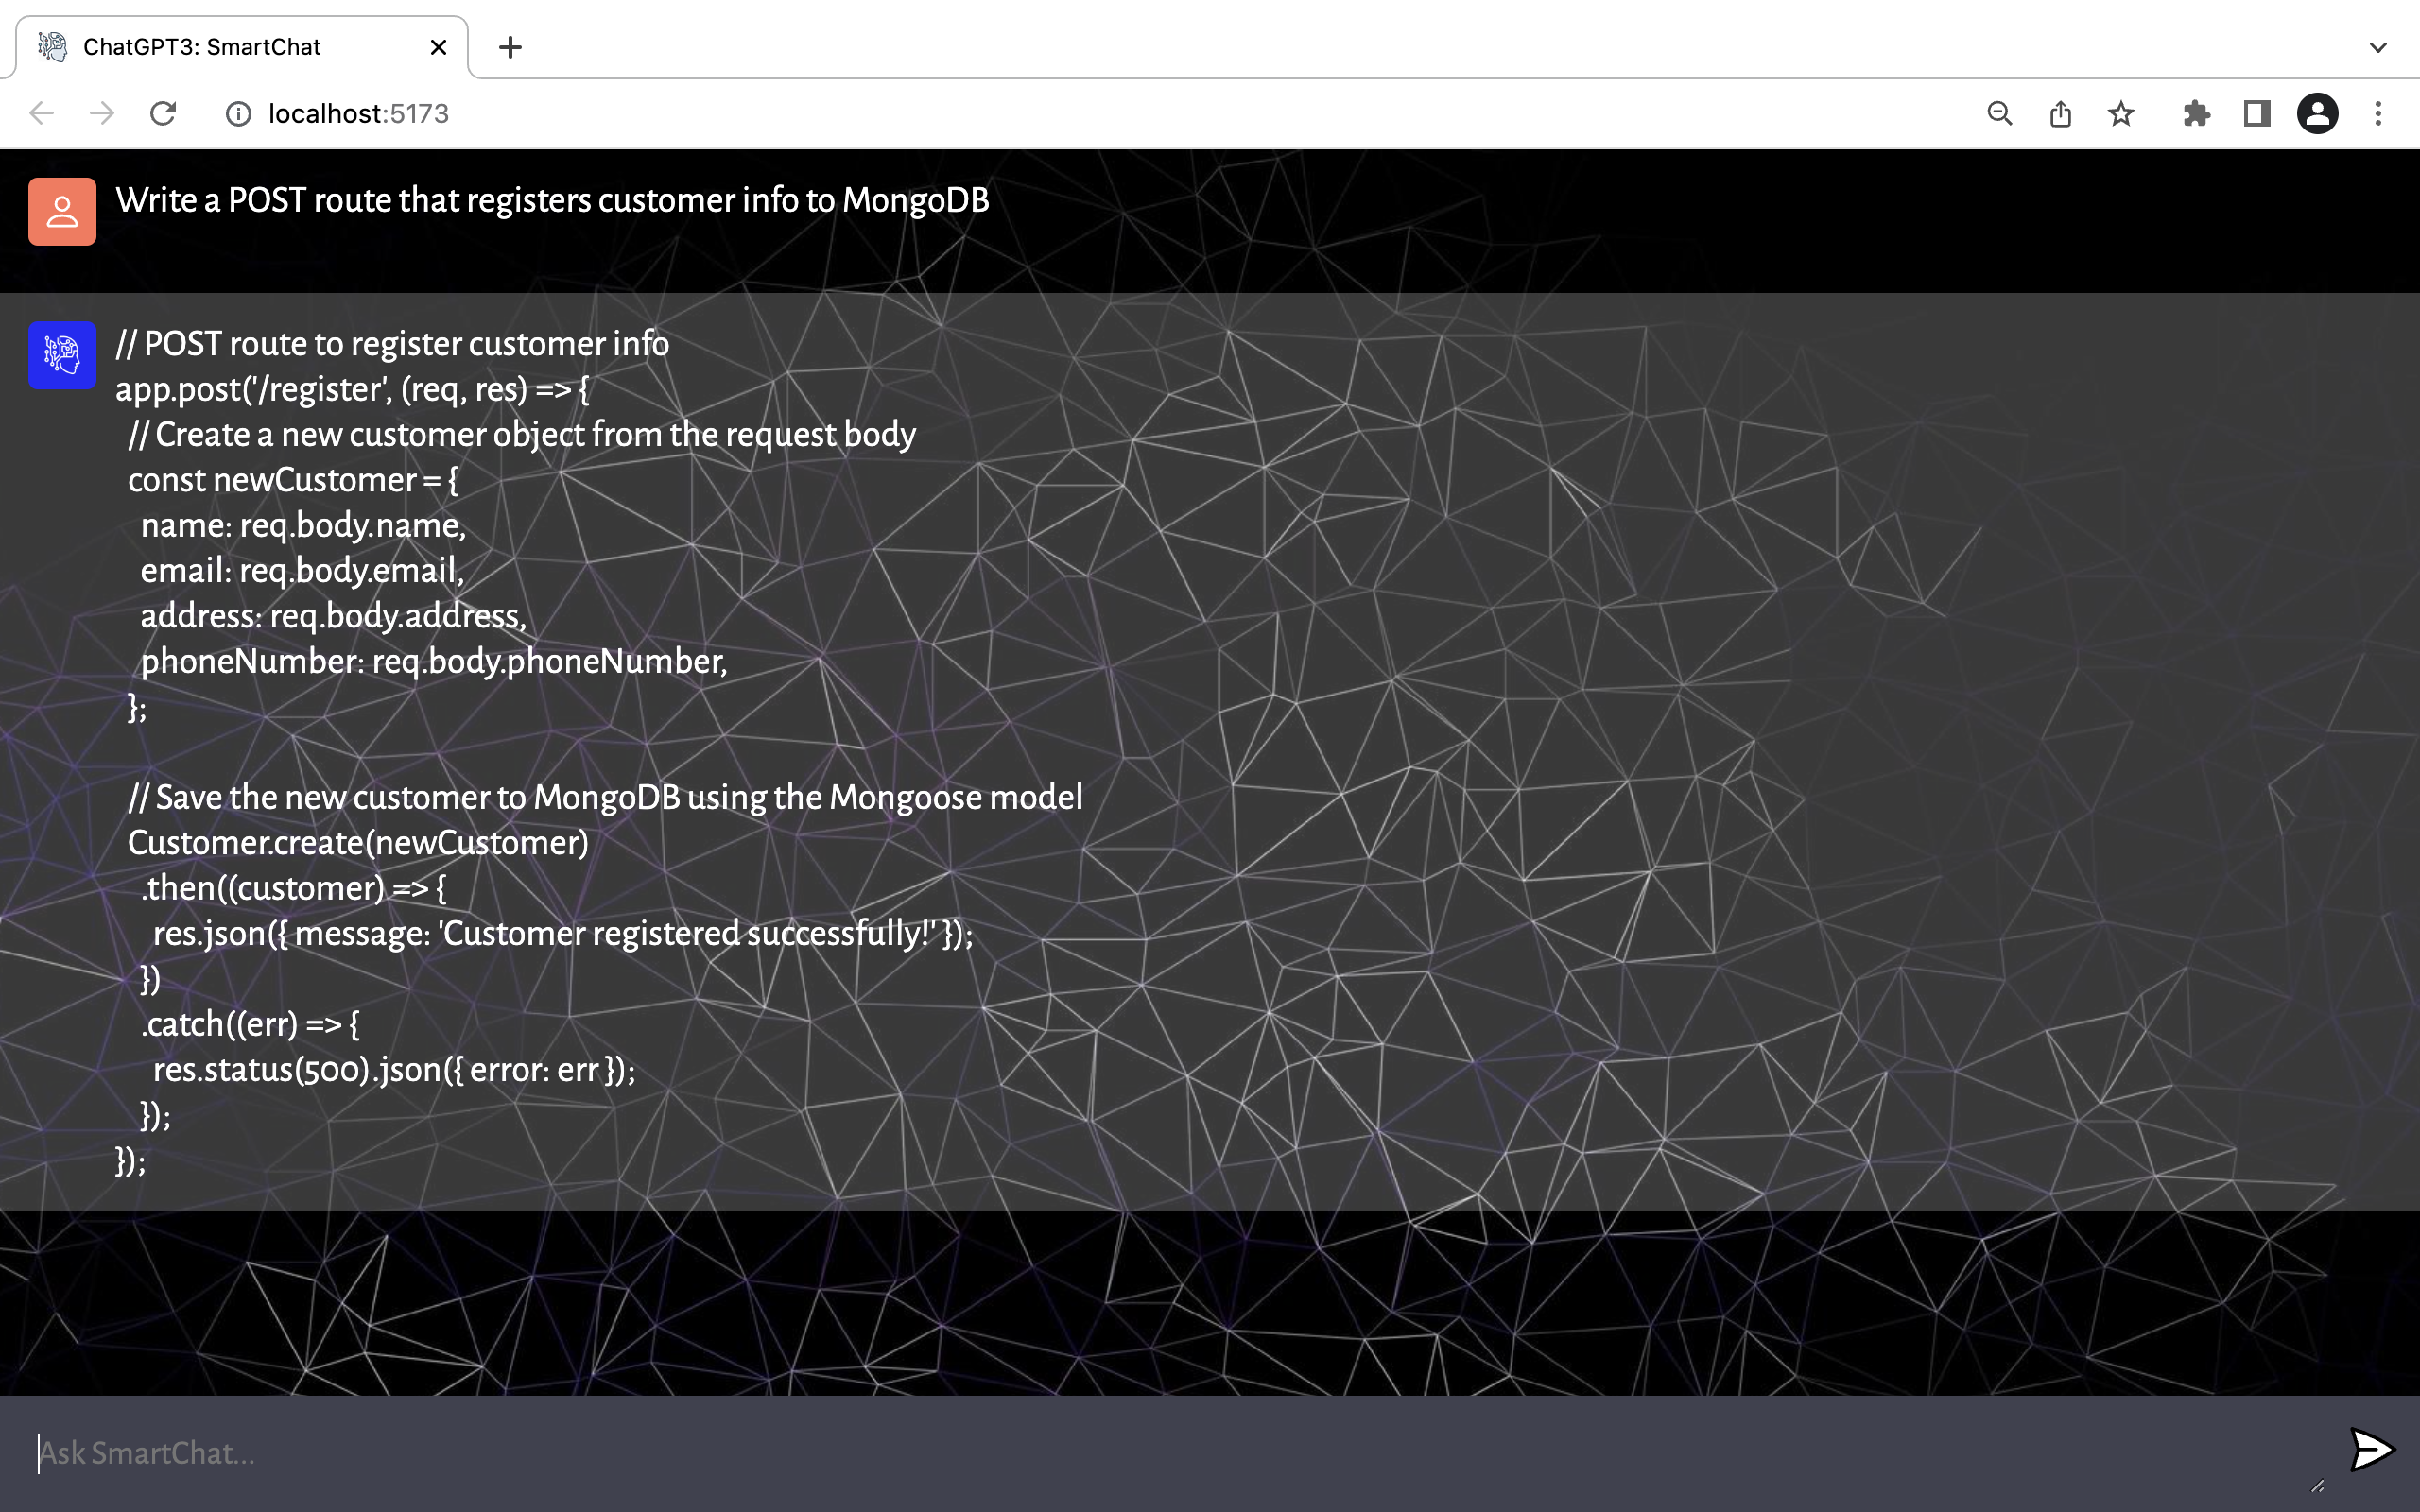 ChatGPT3: SmartChat
localhost:5173
Write a POST route that registers customer info to MongoDB
// POST route to register customer info
app.post('/register', (req, res) => {
// Create a new customer object from the request body
const newCustomer = {
name: req.body.name,
email: req.body.email,
address: req.body.address,
phoneNumber: req.body.phoneNumber,
};
// Save the new customer to MongoDB using the Mongoose model
Customer.create(newCustomer)
.then((customer) => {
res.json({ message: 'Customer registered successfully!' });
})
.catch((err) => {
res.status(500).json({ error: err });
});
});
Ask SmartChat...